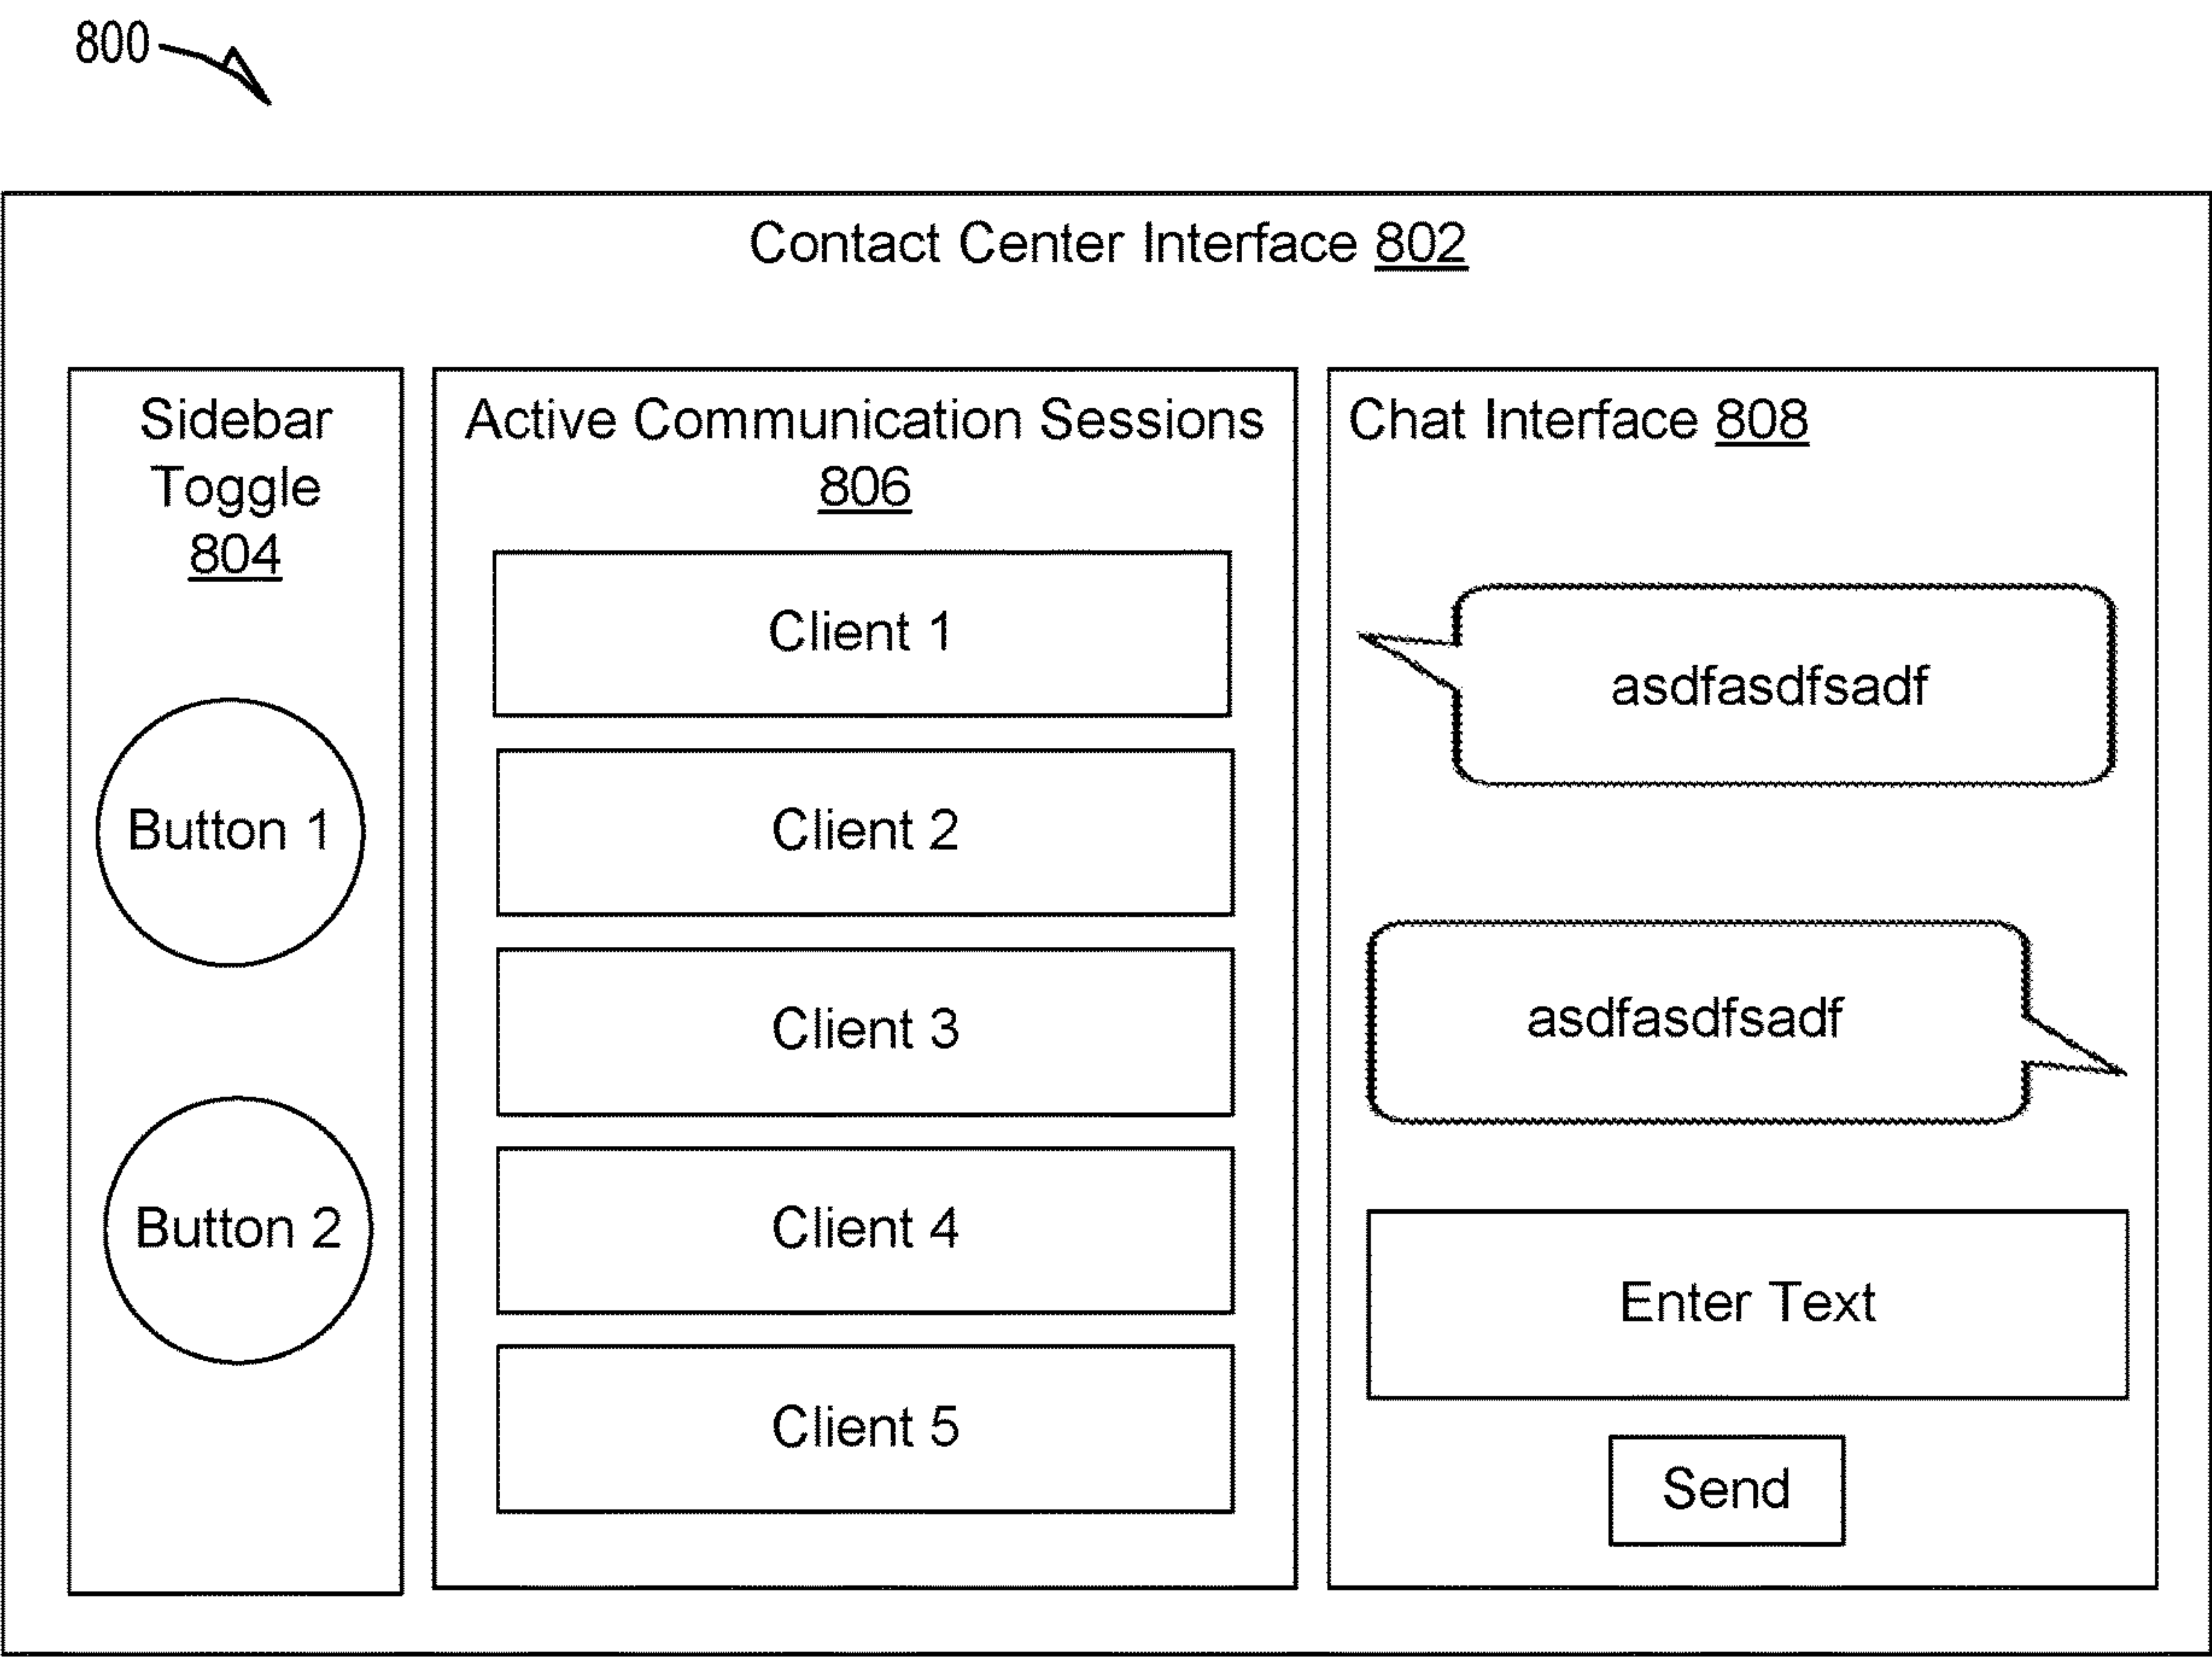 800
Contact Center Interface 802
Sidebar
Toggle
804
Button 1
Button 2
Active Communication Sessions
806
Client 1
Client 2
Client 3
Client 4
Client 5
Chat Interface 808
asdfasdfsadf
asdfasdfsadf
Enter Text
Send